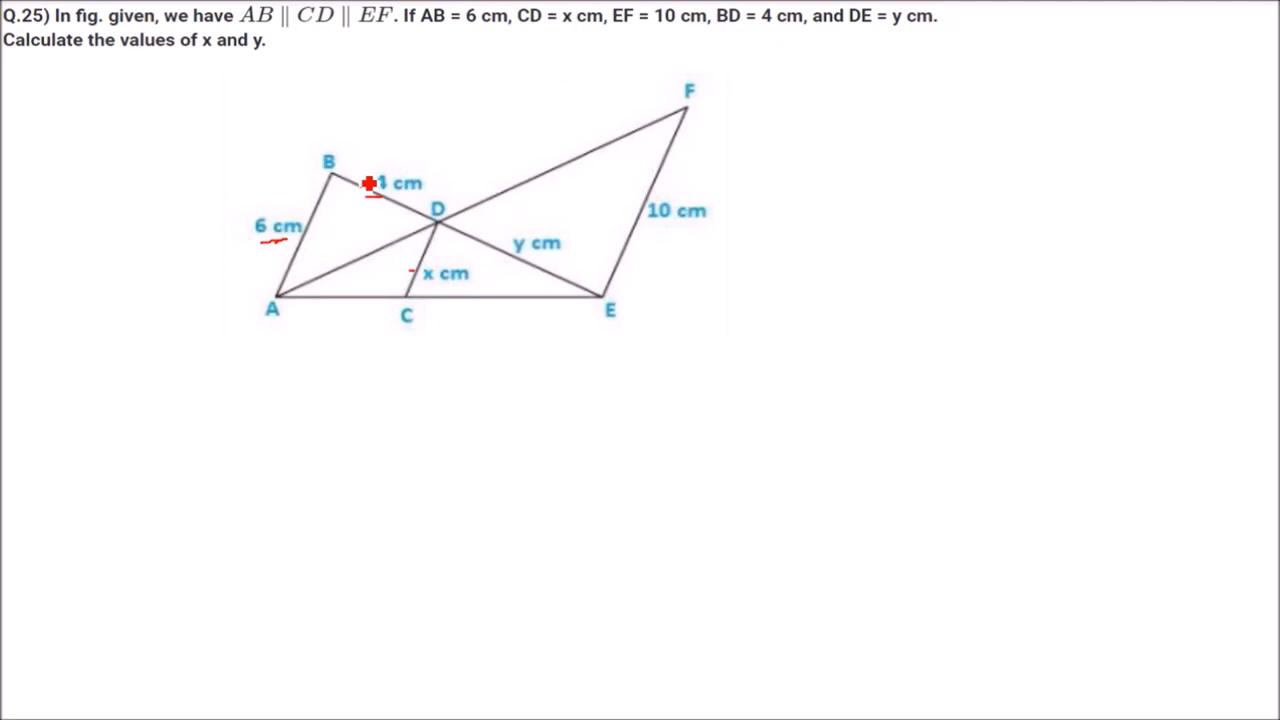 Q.25) In fig. given, we have AB ∥ CD ∥ EF. If AB = 6 cm, CD = x cm, EF = 10 cm, BD = 4 cm, and DE = y cm.
Calculate the values of x and y.
F
B
4 cm
D
6 cm
10 cm
y cm
x cm
A
C
E